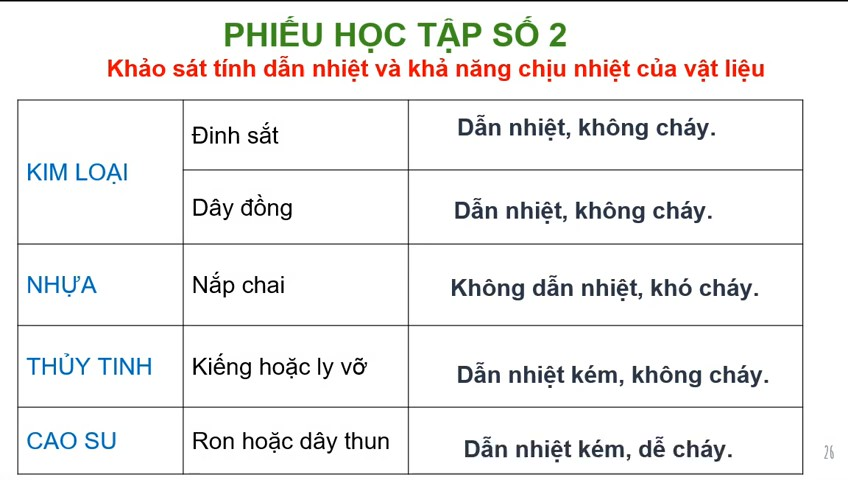 PHIẾU HỌC TẬP SỐ 2
Khảo sát tính dẫn nhiệt và khả năng chịu nhiệt của vật liệu
KIM LOẠI
Đinh sắt
Dẫn nhiệt, không cháy.
Dây đồng
Dẫn nhiệt, không cháy.
NHỰA
Nắp chai
Không dẫn nhiệt, khó cháy.
THỦY TINH
Kiếng hoặc ly vỡ
Dẫn nhiệt kém, không cháy.
CAO SU
Ron hoặc dây thun
Dẫn nhiệt kém, dễ cháy.
26